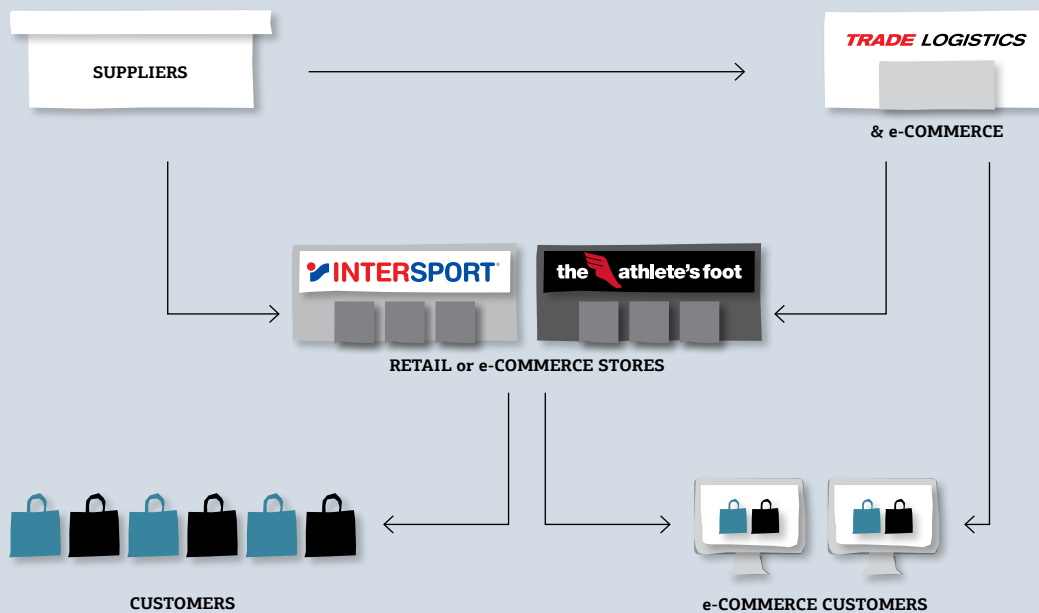 SUPPLIERS
TRADE LOGISTICS
& e-COMMERCE
INTERSPORT
the athlete's foot
RETAIL or e-COMMERCE STORES
CUSTOMERS
e-COMMERCE CUSTOMERS